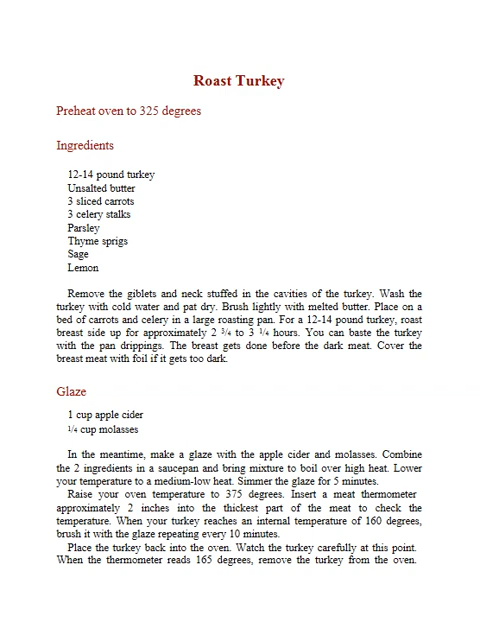 Roast Turkey
Preheat oven to 325 degrees
Ingredients
12-14 pound turkey
Unsalted butter
3 sliced carrots
3 celery stalks
Parsley
Thyme sprigs
Sage
Lemon
Remove the giblets and neck stuffed in the cavities of the turkey. Wash the
turkey with cold water and pat dry. Brush lightly with melted butter. Place on a
bed of carrots and celery in a large roasting pan. For a 12-14 pound turkey, roast
breast side up for approximately 2 3/4 to 3 1/4 hours. You can baste the turkey
with the pan drippings. The breast gets done before the dark meat. Cover the
breast meat with foil if it gets too dark.
Glaze
1 cup apple cider
1/4 cup molasses
In the meantime, make a glaze with the apple cider and molasses. Combine
the 2 ingredients in a saucepan and bring mixture to boil over high heat. Lower
your temperature to a medium-low heat. Simmer the glaze for 5 minutes.
Raise your oven temperature to 375 degrees. Insert a meat thermometer
approximately 2 inches into the thickest part of the meat to check the
temperature. When your turkey reaches an internal temperature of 160 degrees,
brush it with the glaze repeating every 10 minutes.
Place the turkey back into the oven. Watch the turkey carefully at this point.
When the thermometer reads 165 degrees, remove the turkey from the oven.